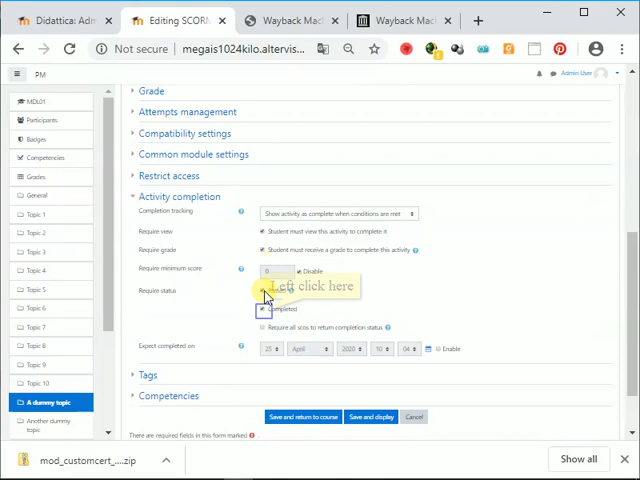 Didattica: Adm
Editing SCORM
Wayback Mach
Wayback Mach
Not secure | megais1024kilo.altervis
PM
Admin User
MDL01
Participants
Badges
Competencies
Grades
General
Topic 1
Topic 2
Topic 3
Topic 4
Topic 5
Topic 6
Topic 7
Topic 8
Topic 9
Topic 10
A dummy topic
Another dummy
topic
Grade
Attempts management
Compatibility settings
Common module settings
Restrict access
Activity completion
Completion tracking
Show activity as complete when conditions are met
Require view
Student must view this activity to complete it
Require grade
Student must receive a grade to complete this activity
Require minimum score
0
Disable
Require status
Left click here
Completed
Require all scos to return completion status
Expect completed on
25 April 2020 10 04 Enable
Tags
Competencies
Save and return to course
Save and display
Cancel
There are required fields in this form marked
mod_customcert_....zip
Show all